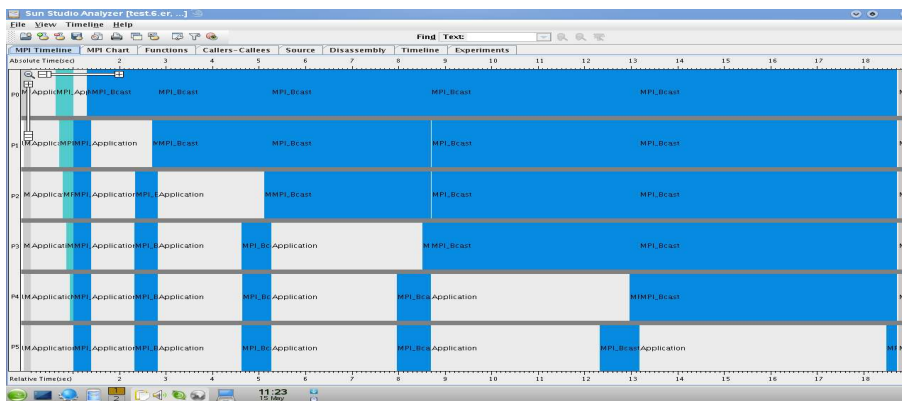 Sun Studio Analyzer [test.6.er, ...]
File View Timeline Help
Find Text:
MPI Timeline MPI Chart Functions Callers-Callees Source Disassembly Timeline Experiments
Absolute Time(sec) 2 3 4 5 6 7 8 9 10 11 12 13 14 15 16 17 18
P0 MPI_Bcast MPI_Bcast MPI_Bcast MPI_Bcast MPI_Bcast
P1 Application MPI_Bcast MPI_Bcast MPI_Bcast MPI_Bcast
P2 Application Application MPI_Bcast MPI_Bcast MPI_Bcast
P3 Application Application Application MPI_Bcast MPI_Bcast
P4 Application Application Application Application MPI_Bcast
P5 Application Application Application Application Application
Relative Time(sec) 2 3 4 5 6 7 8 9 10 11 12 13 14 15 16 17 18
2
11:23
15 May